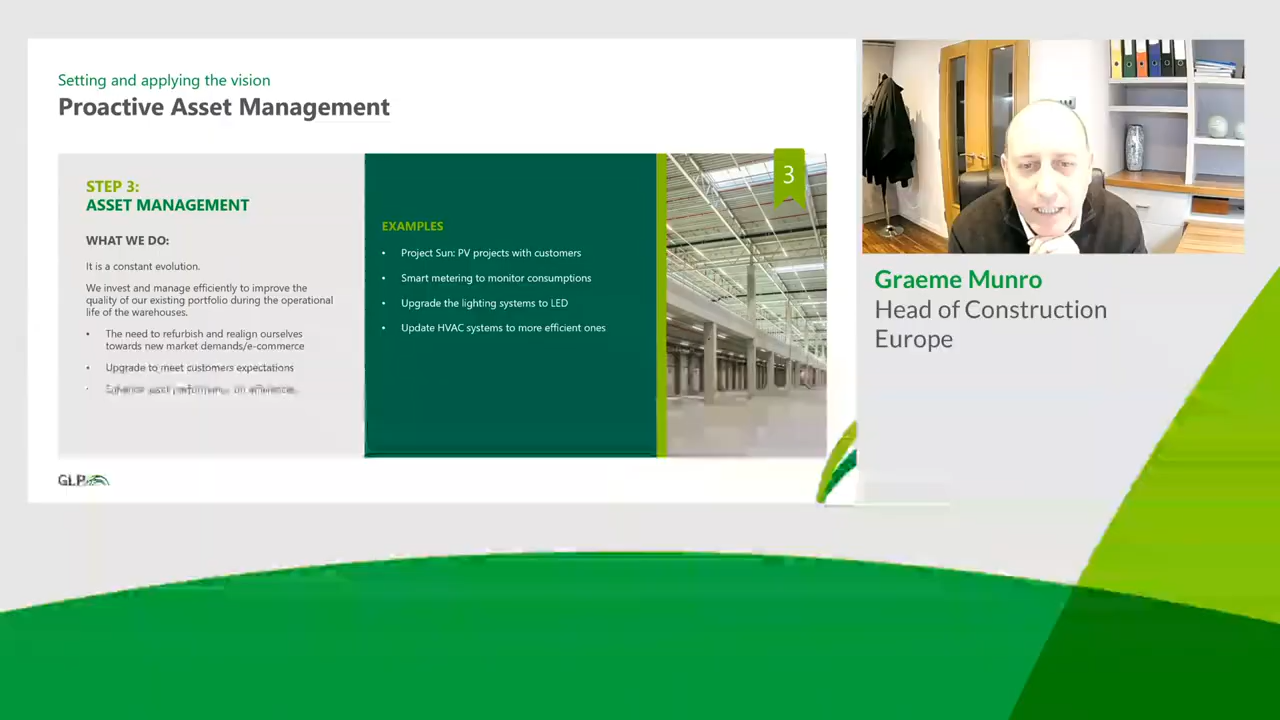 Setting and applying the vision
Proactive Asset Management
STEP 3:
ASSET MANAGEMENT
WHAT WE DO:
It is a constant evolution.
We invest and manage efficiently to improve the
quality of our existing portfolio during the operational
life of the warehouses.
• The need to refurbish and realign ourselves
towards new market demands/e-commerce
• Upgrade to meet customers expectations
EXAMPLES
• Project Sun: PV projects with customers
• Smart metering to monitor consumptions
• Upgrade the lighting systems to LED
• Update HVAC systems to more efficient ones
3
GLP
Graeme Munro
Head of Construction
Europe